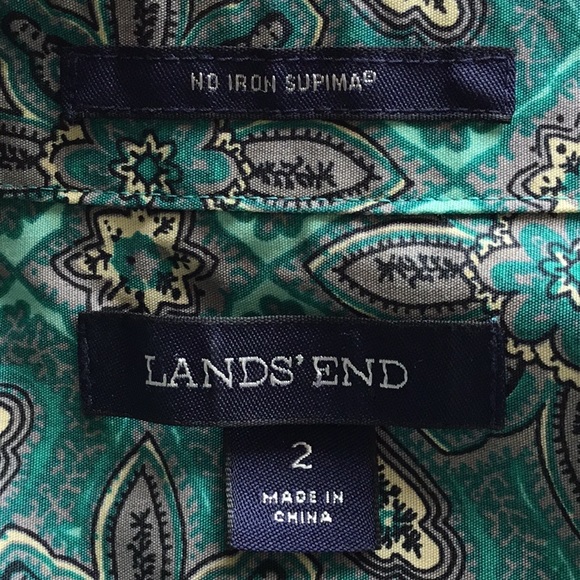 NO IRON SUPIMA®
LANDS' END
2
MADE IN
CHINA